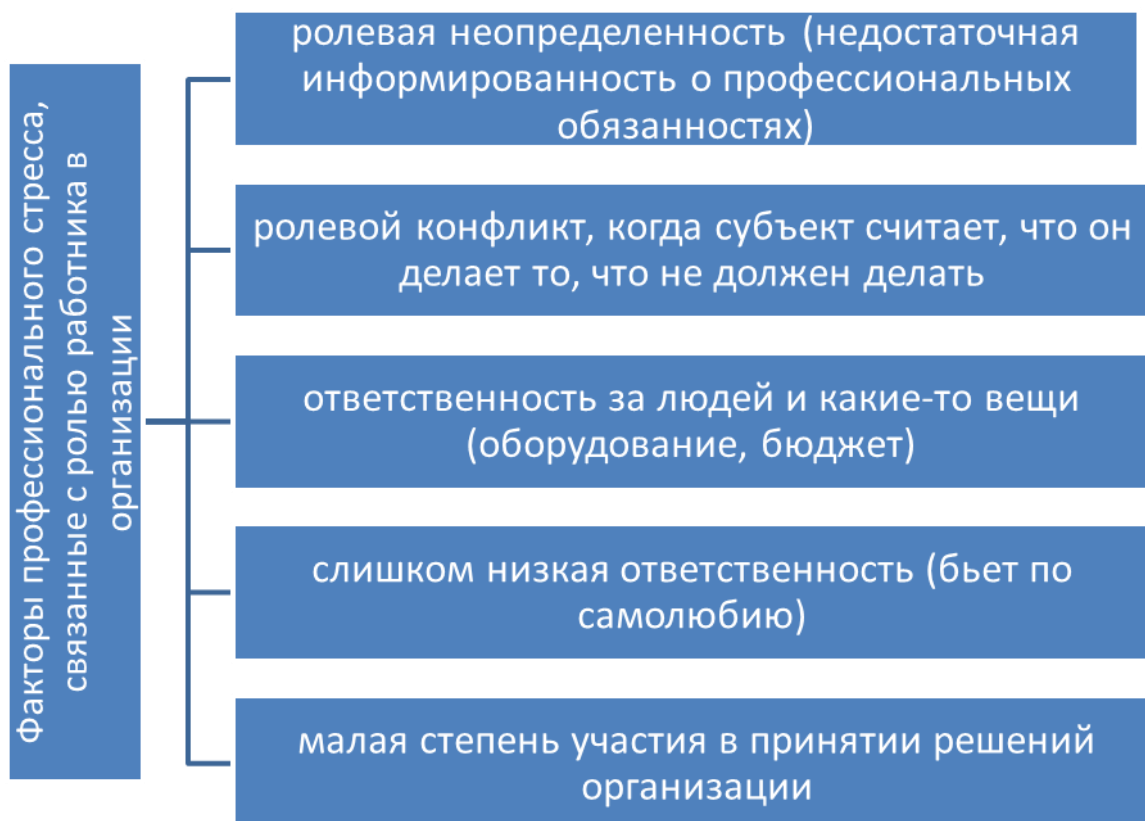 Факторы профессионального стресса,
связанные с ролью работника в
организации
ролевая неопределенность (недостаточная
информированность о профессиональных
обязанностях)
ролевой конфликт, когда субъект считает, что он
делает то, что не должен делать
ответственность за людей и какие-то вещи
(оборудование, бюджет)
слишком низкая ответственность (бьет по
самолюбию)
малая степень участия в принятии решений
организации